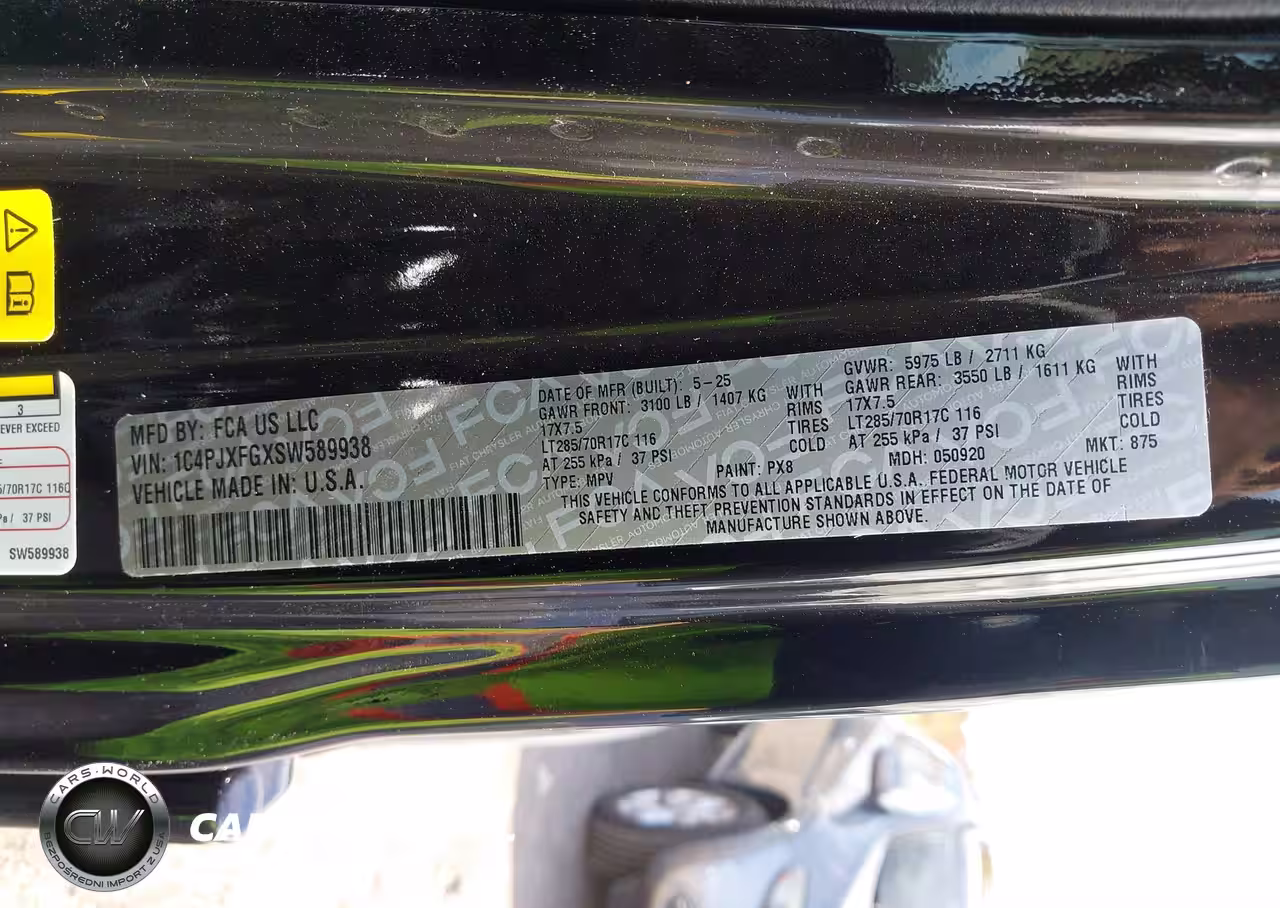 3
EVER EXCEED
5/70R17C 116C
Pa / 37 PSI
SW589938
MFD BY: FCA US LLC
VIN: 1C4PJXFGXSW589938
VEHICLE MADE IN: U.S.A.
DATE OF MFR (BUILT): 5-25
GAWR FRONT: 3100 LB / 1407 KG WITH
17X7.5 RIMS
LT285/70R17C 116 TIRES
AT 255 kPa / 37 PSI COLD
TYPE: MPV PAINT: PX8
GVWR: 5975 LB / 2711 KG
GAWR REAR: 3550 LB / 1611 KG WITH
17X7.5 RIMS
LT285/70R17C 116 TIRES
AT 255 kPa / 37 PSI COLD
MDH: 050920 MKT: 875
THIS VEHICLE CONFORMS TO ALL APPLICABLE U.S.A. FEDERAL MOTOR VEHICLE
SAFETY AND THEFT PREVENTION STANDARDS IN EFFECT ON THE DATE OF
MANUFACTURE SHOWN ABOVE.
CARS-WORLD
CW
BEZPOŚREDNI IMPORT Z USA